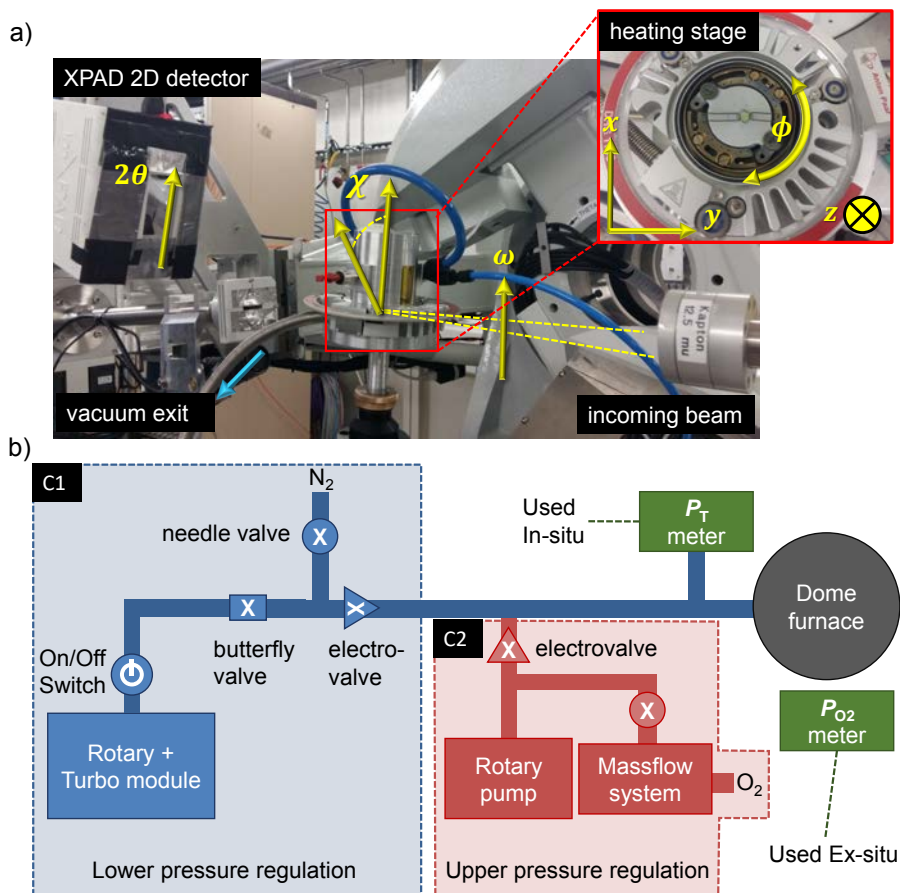 a)
XPAD 2D detector
heating stage
2θ
χ
ω
x
ϕ
y
z
Anton Paar
Kapton
12.5 mu
vacuum exit
incoming beam
b)
C1
N2
needle valve
X
X
X
On/Off
Switch
butterfly
valve
electro-
valve
Rotary +
Turbo module
Lower pressure regulation
Used
In-situ
PT
meter
Dome
furnace
C2
X
electrovalve
X
Rotary
pump
Massflow
system
O2
Upper pressure regulation
PO2
meter
Used Ex-situ